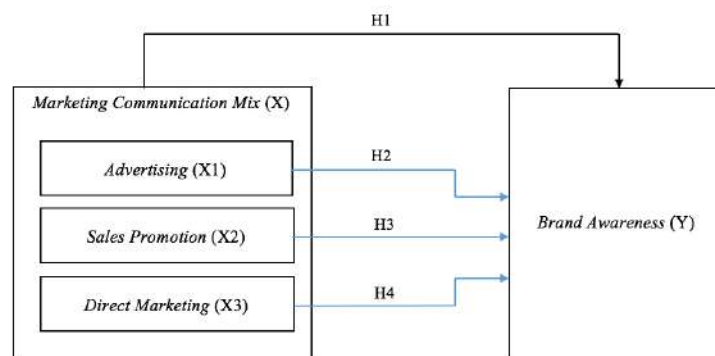 H1
Marketing Communication Mix (X)
Advertising (X1)
H2
Sales Promotion (X2)
H3
Brand Awareness (Y)
Direct Marketing (X3)
H4